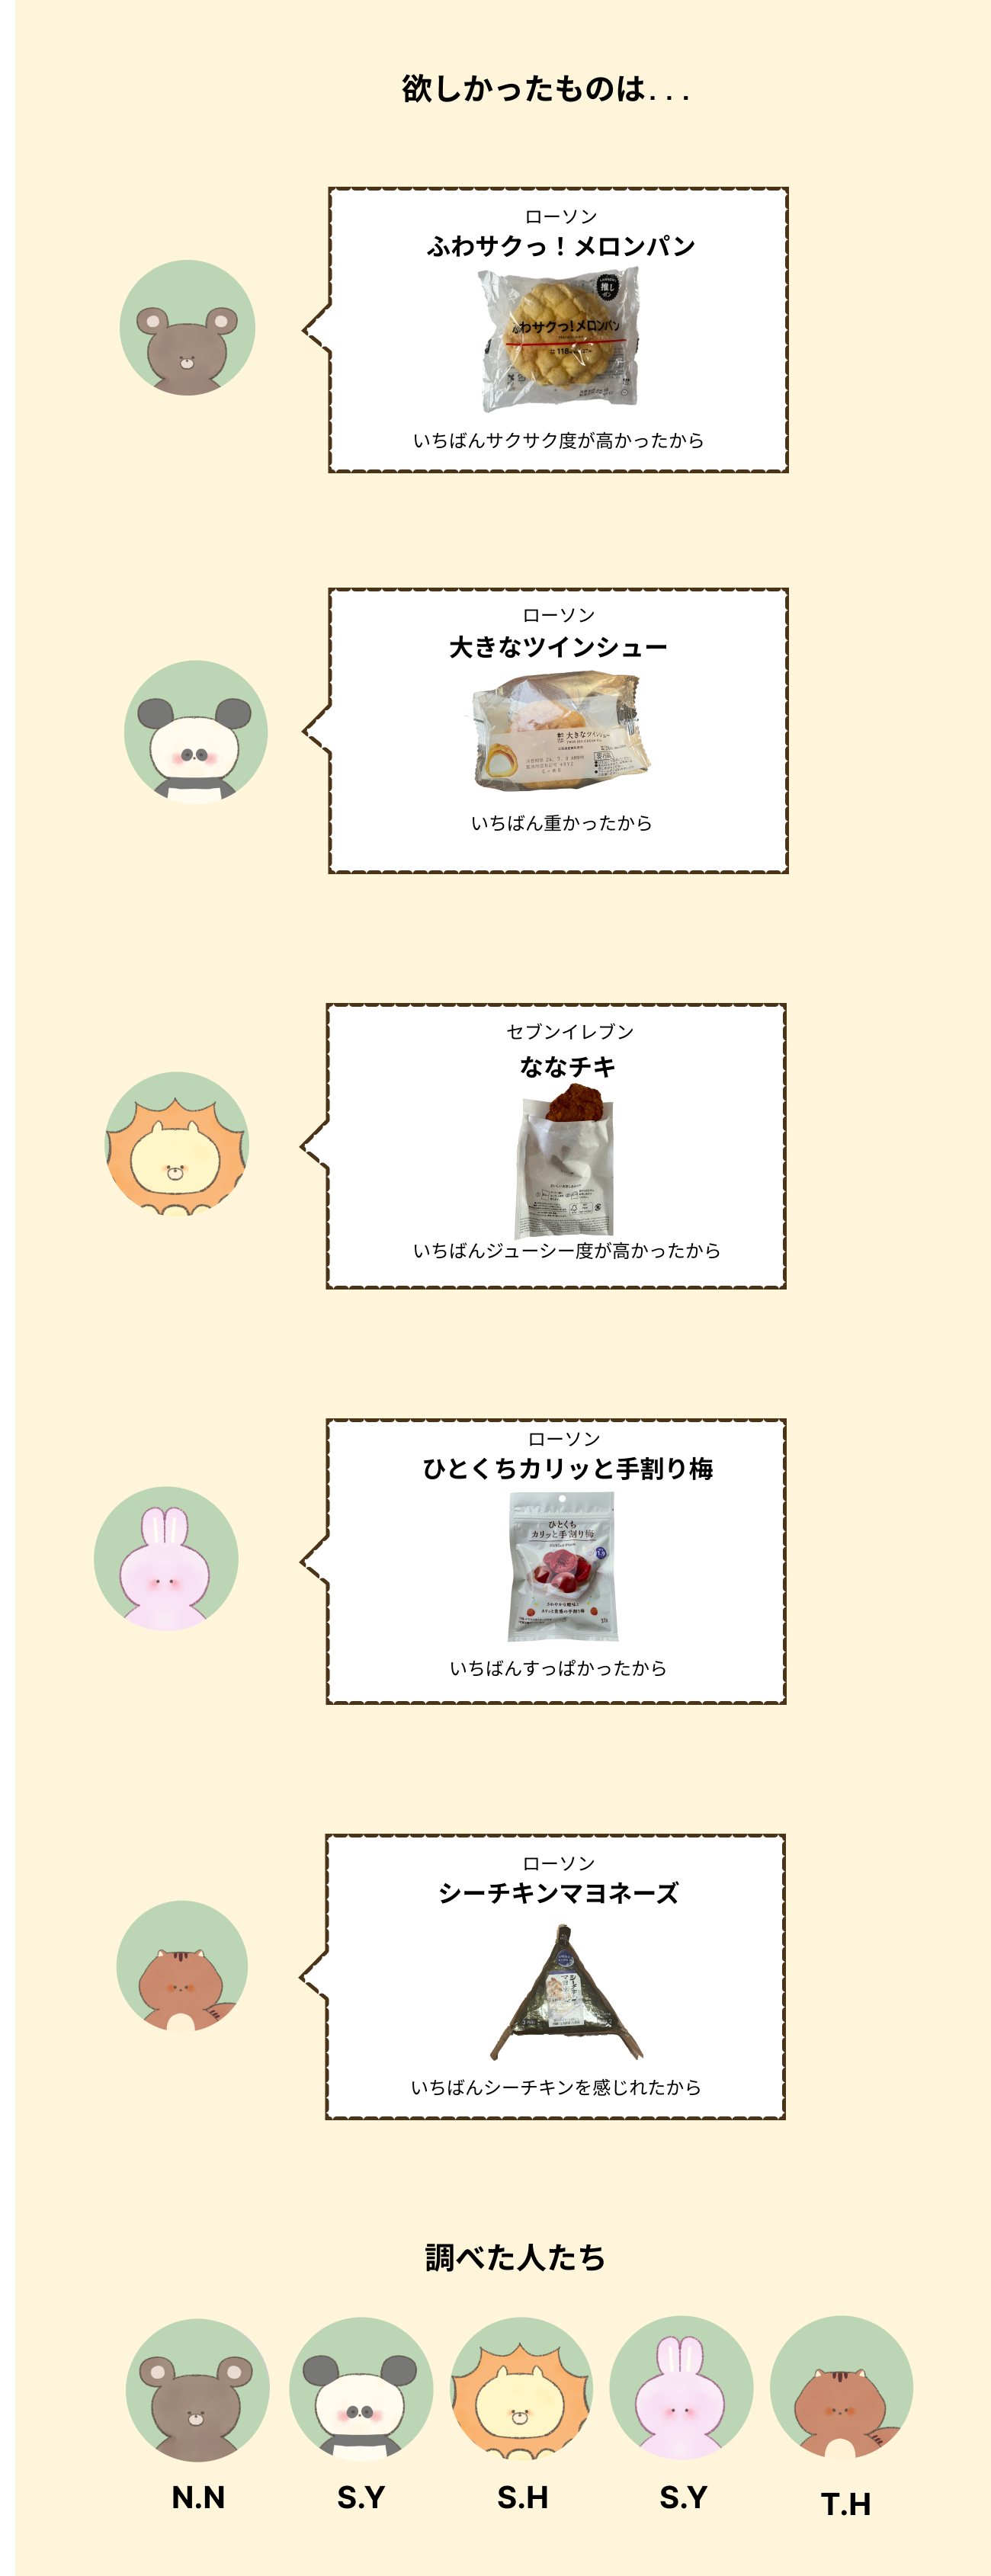 欲しかったものは...
ローソン
ふわサクっ！メロンパン
推し
ふわサクっ！メロンパン
118
いちばんサクサク度が高かったから
ローソン
大きなツインシュー
大きなツインシュー
いちばん重かったから
セブンイレブン
ななチキ
いちばんジューシー度が高かったから
ローソン
ひとくちカリッと手割り梅
ひとくち
カリッと手割り梅
いちばんすっぱかったから
ローソン
シーチキンマヨネーズ
いちばんシーチキンを感じれたから
調べた人たち
N.N
S.Y
S.H
S.Y
T.H